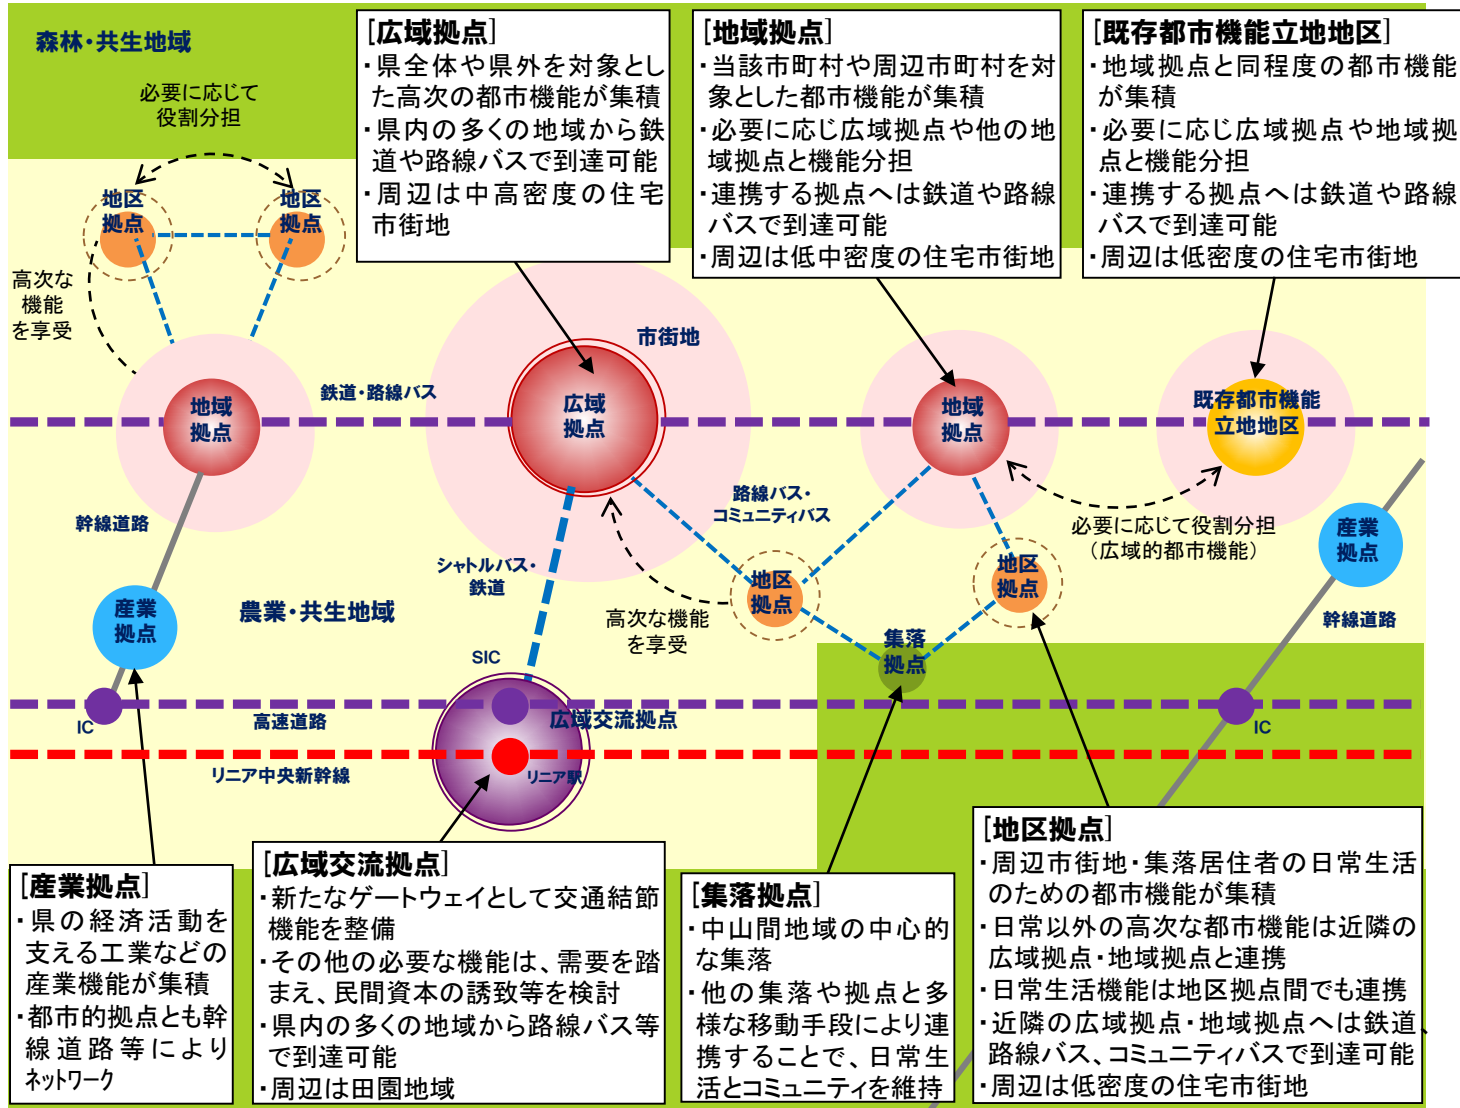 森林・共生地域
必要に応じて
役割分担
地区
拠点
地区
拠点
高次な
機能
を享受
[広域拠点]
・県全体や県外を対象とし
た高次の都市機能が集積
・県内の多くの地域から鉄
道や路線バスで到達可能
・周辺は中高密度の住宅
市街地
[地域拠点]
・当該市町村や周辺市町村を対
象とした都市機能が集積
・必要に応じ広域拠点や他の地
域拠点と機能分担
・連携する拠点へは鉄道や路線
バスで到達可能
・周辺は低中密度の住宅市街地
[既存都市機能立地地区]
・地域拠点と同程度の都市機能
が集積
・必要に応じ広域拠点や地域拠
点と機能分担
・連携する拠点へは鉄道や路線
バスで到達可能
・周辺は低密度の住宅市街地
市街地
鉄道・路線バス
地域
拠点
広域
拠点
地域
拠点
既存都市機能
立地地区
幹線道路
シャトルバス・
鉄道
路線バス・
コミュニティバス
必要に応じて役割分担
(広域的都市機能)
産業
拠点
産業
拠点
農業・共生地域
高次な機能
を享受
地区
拠点
地区
拠点
集落
拠点
幹線道路
SIC
IC
高速道路
広域交流拠点
IC
リニア中央新幹線
リニア駅
[産業拠点]
・県の経済活動を
支える工業などの
産業機能が集積
・都市的拠点とも幹
線道路等により
ネットワーク
[広域交流拠点]
・新たなゲートウェイとして交通結節
機能を整備
・その他の必要な機能は、需要を踏
まえ、民間資本の誘致等を検討
・県内の多くの地域から路線バス等
で到達可能
・周辺は田園地域
[集落拠点]
・中山間地域の中心的
な集落
・他の集落や拠点と多
様な移動手段により連
携することで、日常生
活とコミュニティを維持
[地区拠点]
・周辺市街地・集落居住者の日常生活
のための都市機能が集積
・日常以外の高次な都市機能は近隣の
広域拠点・地域拠点と連携
・日常生活機能は地区拠点間でも連携
・近隣の広域拠点・地域拠点へは鉄道、
路線バス、コミュニティバスで到達可能
・周辺は低密度の住宅市街地